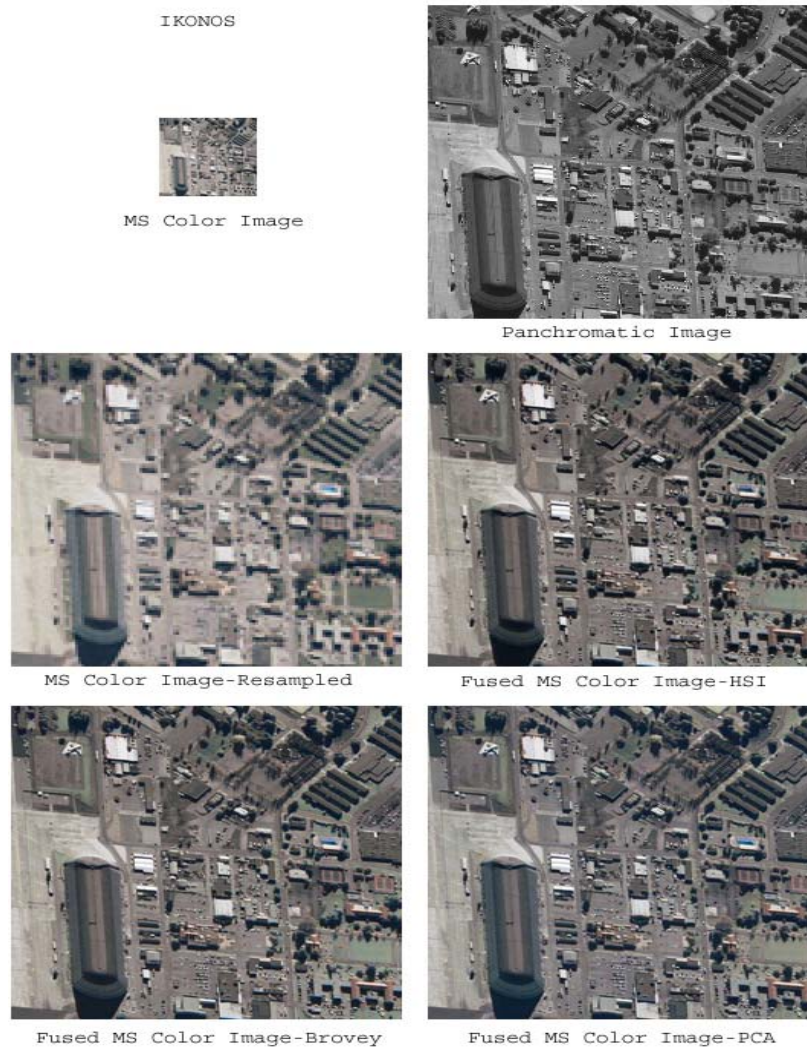 IKONOS
MS Color Image
Panchromatic Image
MS Color Image-Resampled
Fused MS Color Image-HSI
Fused MS Color Image-Brovey
Fused MS Color Image-PCA